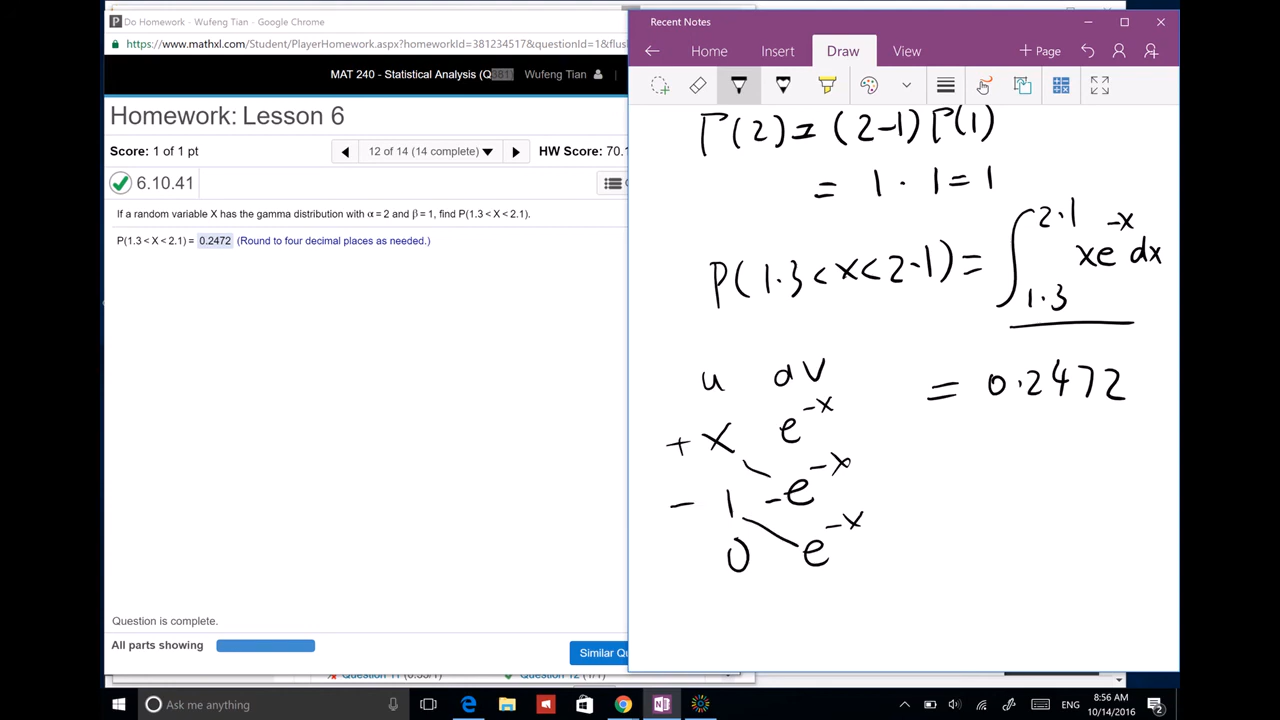 Do Homework - Wufeng Tian - Google Chrome
https://www.mathxl.com/Student/PlayerHomework.aspx?homeworkId=381234517&questionId=1&flus
MAT 240 - Statistical Analysis (Q381) Wufeng Tian
Homework: Lesson 6
Score: 1 of 1 pt
12 of 14 (14 complete)
HW Score: 70.
6.10.41
If a random variable X has the gamma distribution with α = 2 and β = 1, find P(1.3 < X < 2.1).
P(1.3 < X < 2.1) = 0.2472 (Round to four decimal places as needed.)
Question is complete.
All parts showing
Similar Qu
Question 12 (1/1)
Recent Notes
Home Insert Draw View + Page
Γ(2) = (2-1) Γ(1)
= 1 · 1 = 1
P(1.3 < X < 2.1) = ∫ 2.1 1.3 xe^-x dx
= 0.2472
u dv
+ x e^-x
- 1 -e^-x
0 e^-x
Ask me anything
ENG
8:56 AM
10/14/2016
2